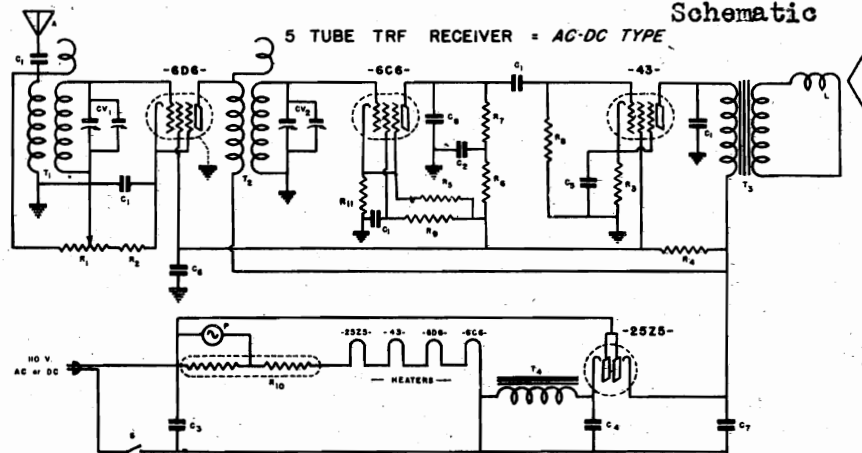 Schematic
5 TUBE TRF RECEIVER = AC-DC TYPE
A
C1
-6D6-
-6C6-
C1
-43-
CV1
CV2
C8
R7
R8
C1
L
C2
T1
C1
T2
R5
R6
C5
R3
T3
R11
C1
R9
R1
R2
R4
C6
P
-25Z5-
-43-
-6D6-
-6C6-
-25Z5-
110 V.
AC or DC
R10
— HEATERS —
T4
C3
C4
C7
S